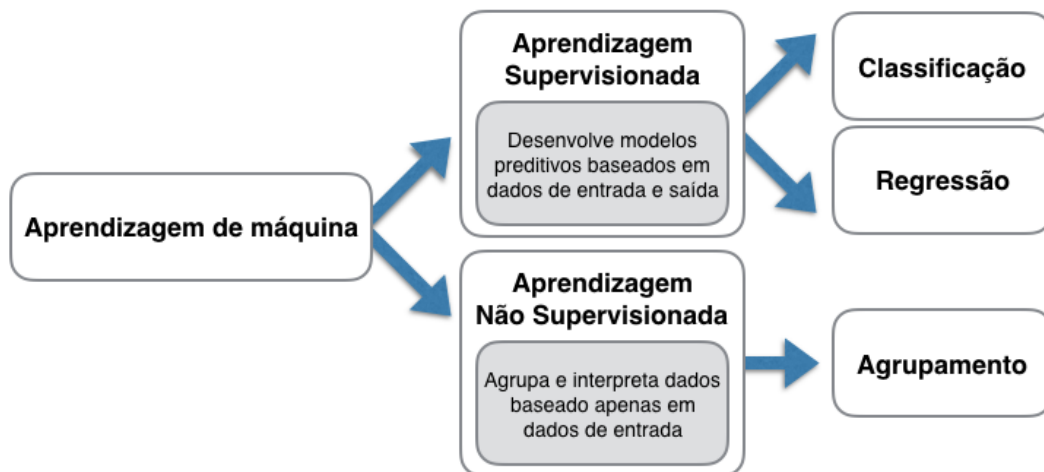 Aprendizagem de máquina
Aprendizagem
Supervisionada
Desenvolve modelos
preditivos baseados em
dados de entrada e saída
Classificação
Regressão
Aprendizagem
Não Supervisionada
Agrupa e interpreta dados
baseado apenas em
dados de entrada
Agrupamento